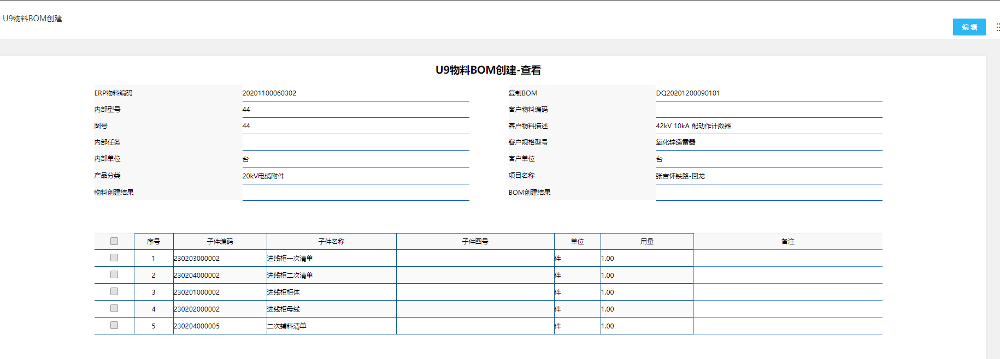 U9物料BOM创建
编 辑
U9物料BOM创建-查看
ERP物料编码 20201100060302 复制BOM DQ20201200090101
内部型号 44 客户物料编码
图号 44 客户物料描述 42kV 10kA 配动作计数器
内部任务 客户规格型号 氧化锌避雷器
内部单位 台 客户单位 台
产品分类 20kV电缆附件 项目名称 张吉怀铁路-回龙
物料创建结果 BOM创建结果
序号 子件编码 子件名称 子件图号 单位 用量 备注
1 230203000002 进线柜一次清单 件 1.00
2 230204000002 进线柜二次清单 件 1.00
3 230201000002 进线柜柜体 件 1.00
4 230202000002 进线柜母线 件 1.00
5 230204000005 二次辅料清单 件 1.00